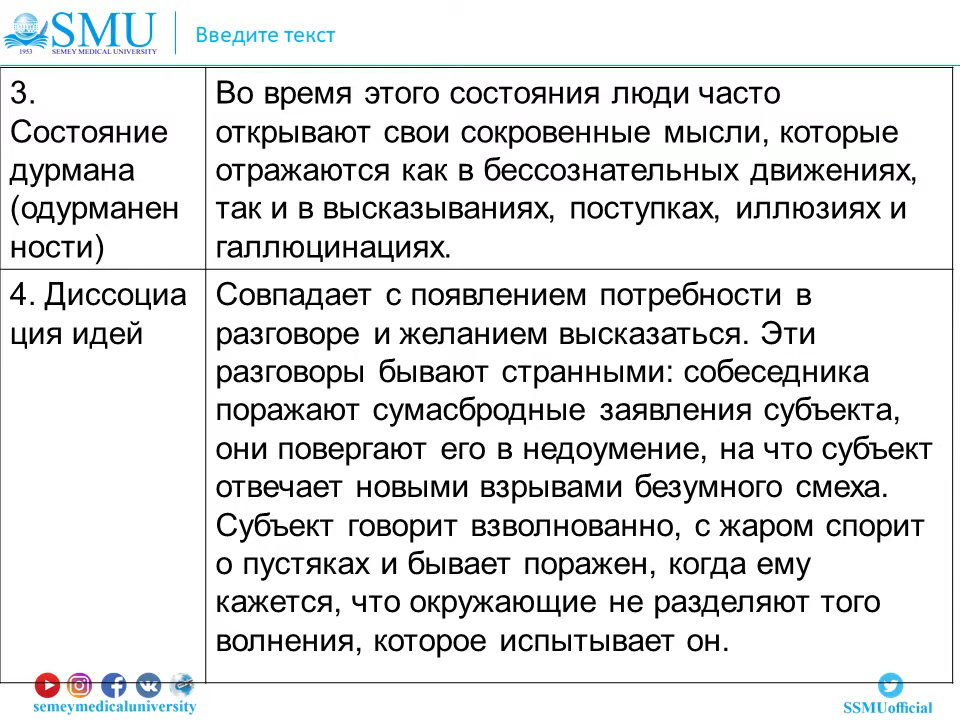 SMU
1953 SEMEY MEDICAL UNIVERSITY
Введите текст
3.
Состояние
дурмана
(одурманен
ности)
Во время этого состояния люди часто
открывают свои сокровенные мысли, которые
отражаются как в бессознательных движениях,
так и в высказываниях, поступках, иллюзиях и
галлюцинациях.
4. Диссоциа
ция идей
Совпадает с появлением потребности в
разговоре и желанием высказаться. Эти
разговоры бывают странными: собеседника
поражают сумасбродные заявления субъекта,
они повергают его в недоумение, на что субъект
отвечает новыми взрывами безумного смеха.
Субъект говорит взволнованно, с жаром спорит
о пустяках и бывает поражен, когда ему
кажется, что окружающие не разделяют того
волнения, которое испытывает он.
semeymedicaluniversity
SSMUofficial